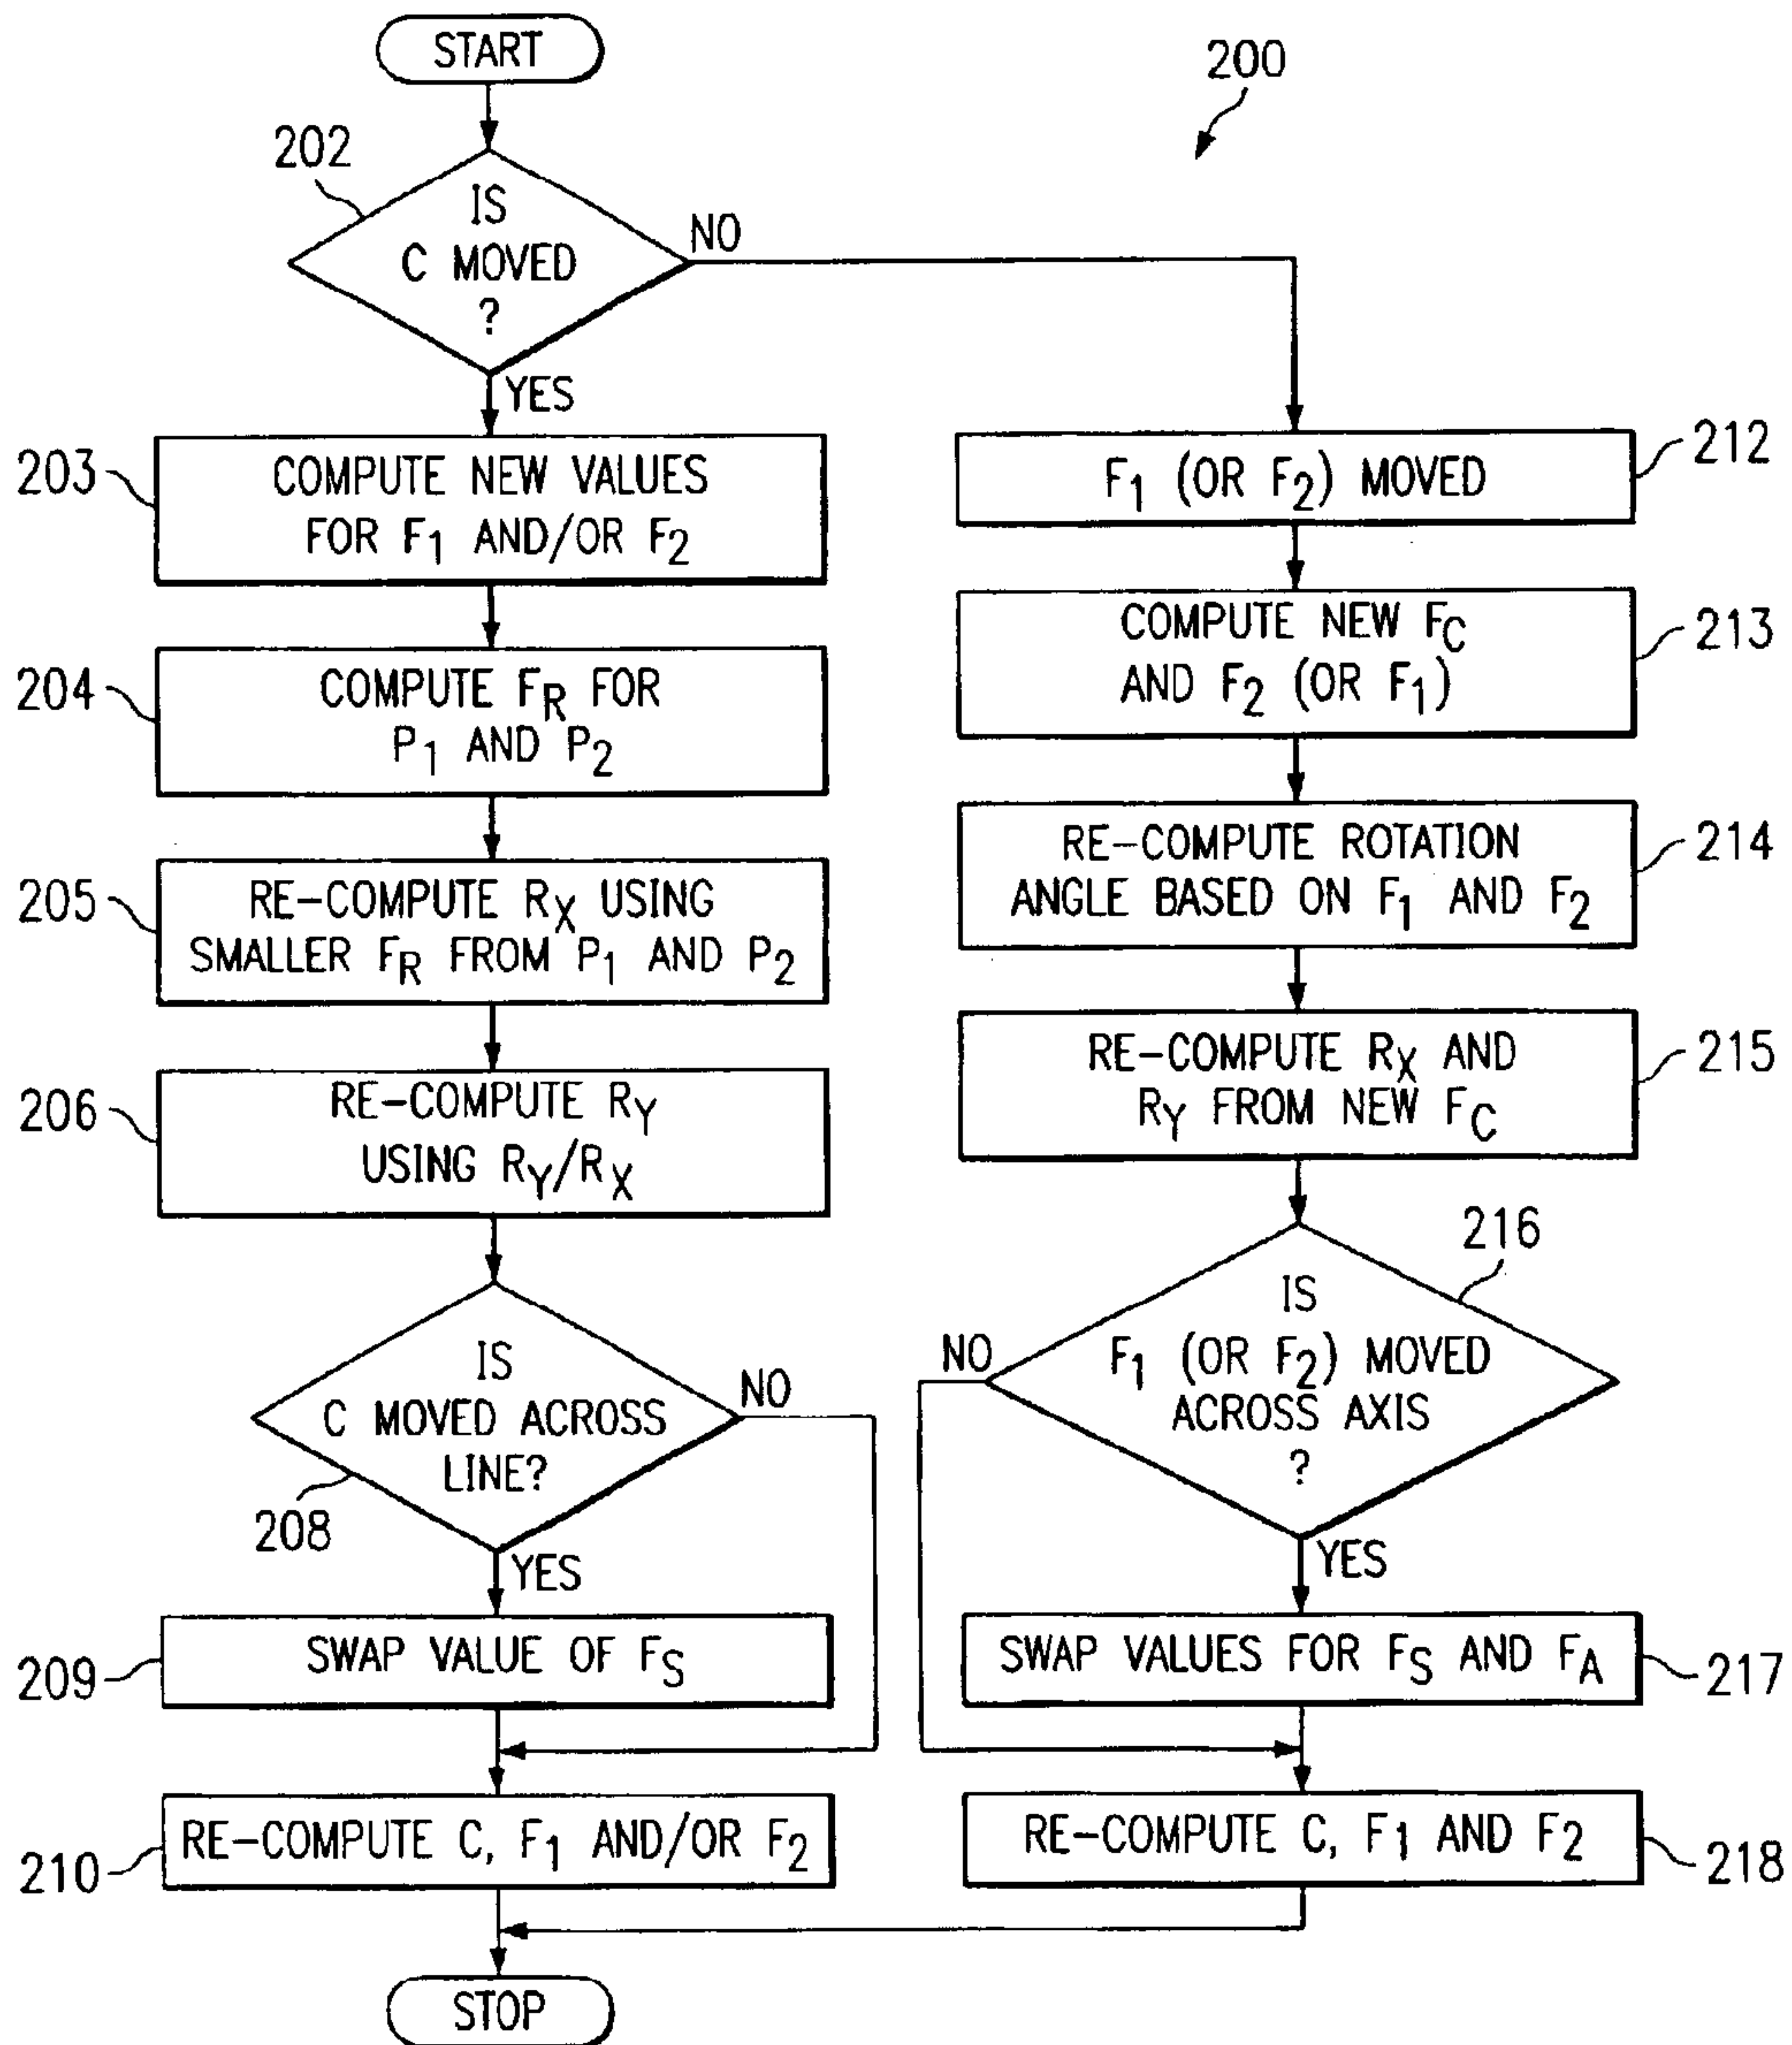 START
200
202
IS
C MOVED
?
NO
YES
203
COMPUTE NEW VALUES
FOR F1 AND/OR F2
204
COMPUTE FR FOR
P1 AND P2
205
RE-COMPUTE RX USING
SMALLER FR FROM P1 AND P2
206
RE-COMPUTE RY
USING RY/RX
IS
C MOVED ACROSS
LINE?
NO
208
YES
209
SWAP VALUE OF FS
210
RE-COMPUTE C, F1 AND/OR F2
212
F1 (OR F2) MOVED
213
COMPUTE NEW FC
AND F2 (OR F1)
214
RE-COMPUTE ROTATION
ANGLE BASED ON F1 AND F2
215
RE-COMPUTE RX AND
RY FROM NEW FC
216
IS
F1 (OR F2) MOVED
ACROSS AXIS
?
NO
YES
SWAP VALUES FOR FS AND FA
217
RE-COMPUTE C, F1 AND F2
218
STOP